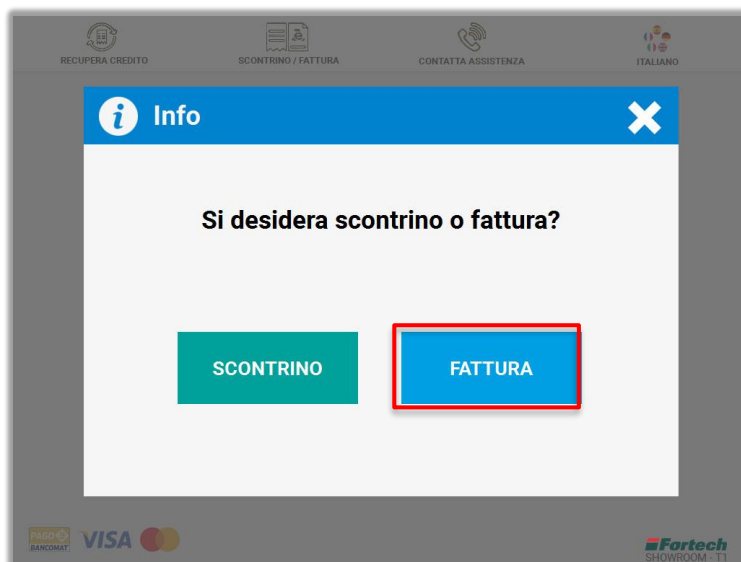 RECUPERA CREDITO
SCONTRINO / FATTURA
CONTATTA ASSISTENZA
ITALIANO
i Info
Si desidera scontrino o fattura?
SCONTRINO
FATTURA
PAGO
BANCOMAT
VISA
Fortech
SHOWROOM - T1